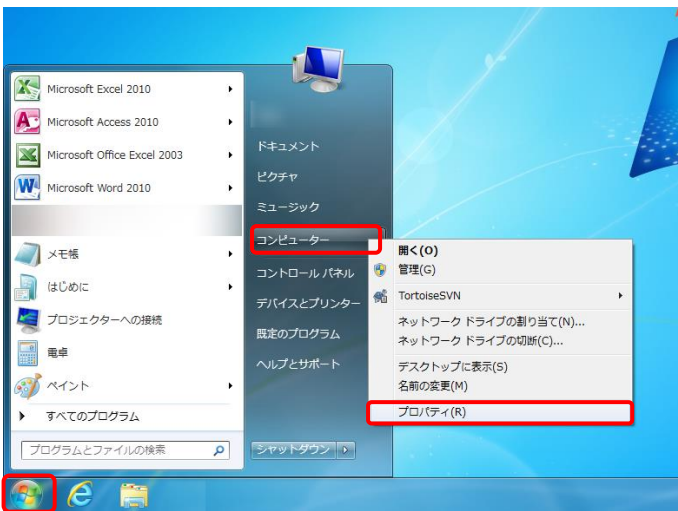 Microsoft Excel 2010
Microsoft Access 2010
Microsoft Office Excel 2003
Microsoft Word 2010
メモ帳
はじめに
プロジェクターへの接続
電卓
ペイント
すべてのプログラム
プログラムとファイルの検索
ドキュメント
ピクチャ
ミュージック
コンピューター
コントロール パネル
デバイスとプリンター
既定のプログラム
ヘルプとサポート
シャットダウン
開く(O)
管理(G)
TortoiseSVN
ネットワーク ドライブの割り当て(N)...
ネットワーク ドライブの切断(C)...
デスクトップに表示(S)
名前の変更(M)
プロパティ(R)